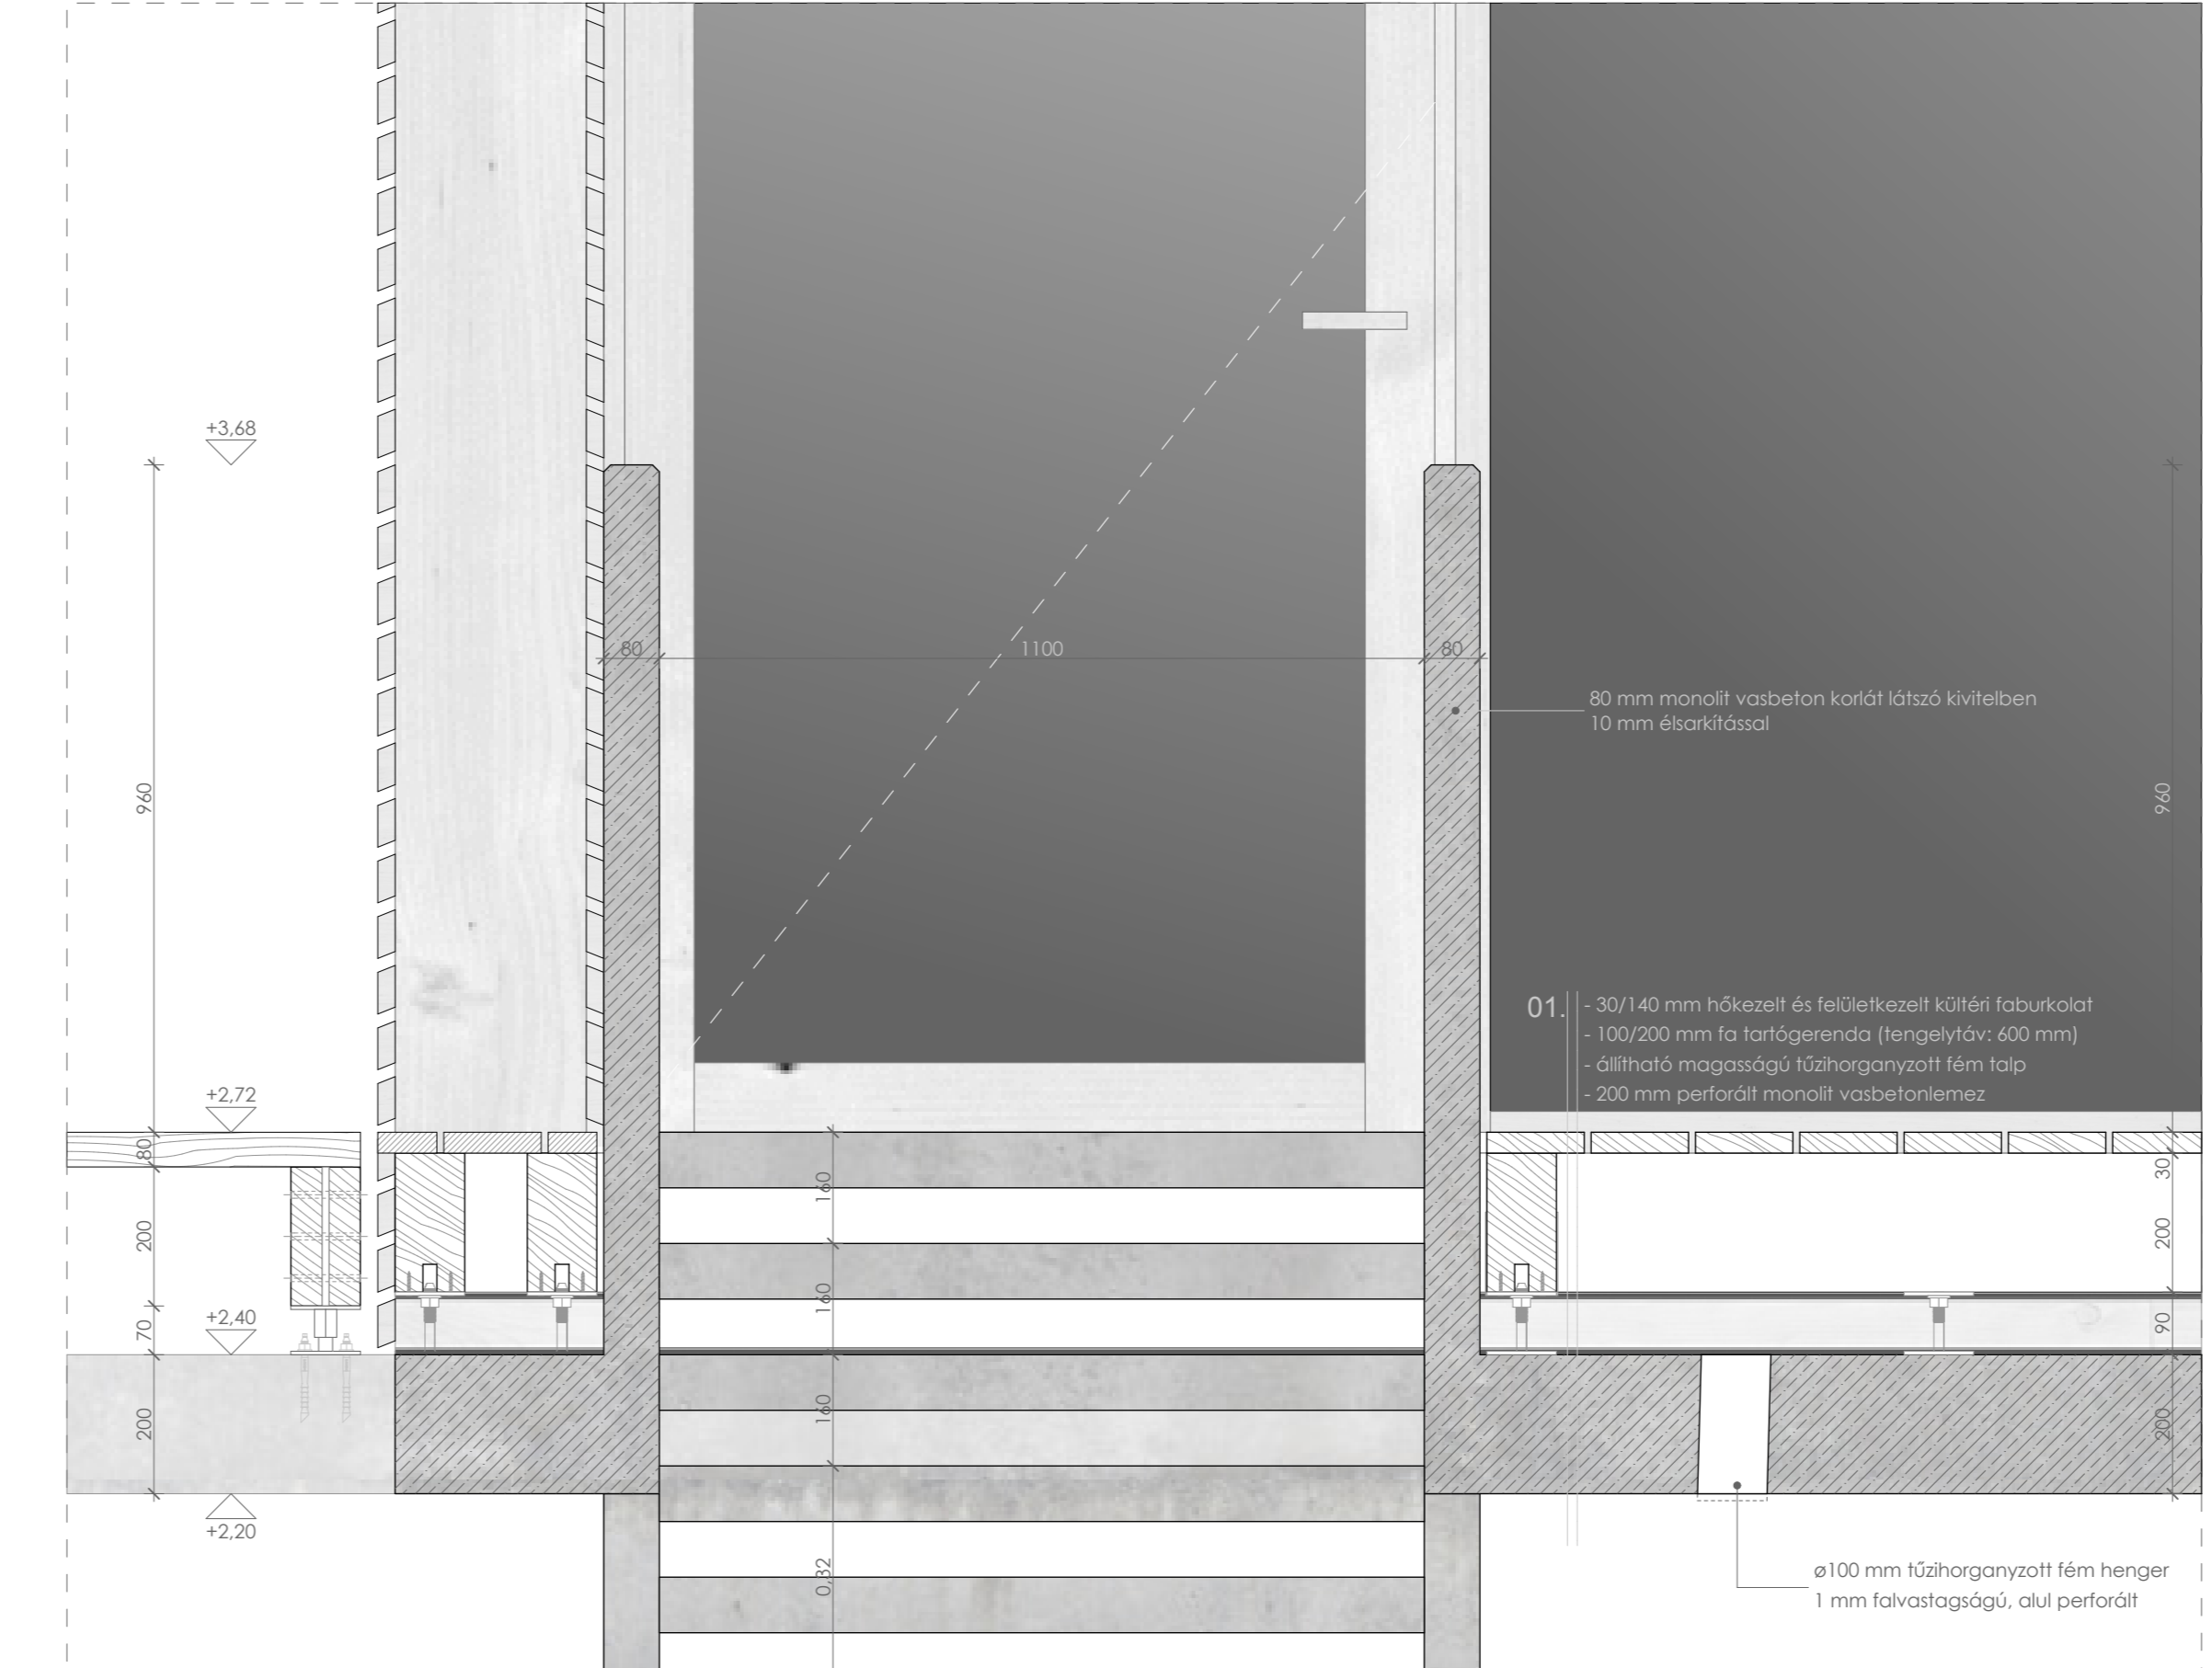 +3,68
80
1100
80
80 mm monolit vasbeton korlát látszó kivitelben
10 mm élsarkítással
960
960
01.
- 30/140 mm hőkezelt és felületkezelt kültéri faburkolat
- 100/200 mm fa tartógerenda (tengelytáv: 600 mm)
- állítható magasságú tűzihorganyzott fém talp
- 200 mm perforált monolit vasbetonlemez
+2,72
80
160
30
200
200
160
+2,40
70
90
200
160
200
+2,20
0,32
ø100 mm tűzihorganyzott fém henger
1 mm falvastagságú, alul perforált